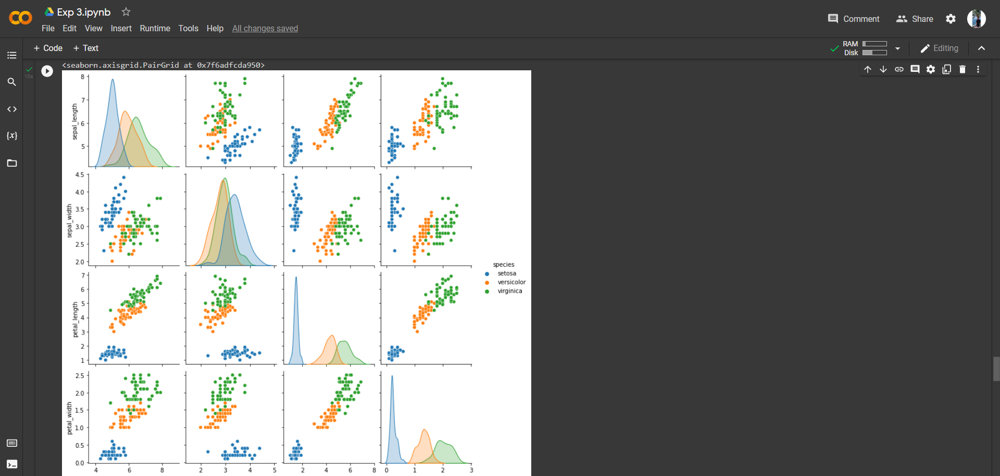 Exp 3.ipynb
File Edit View Insert Runtime Tools Help All changes saved
Comment Share
+ Code + Text
RAM
Disk
Editing
10s
<seaborn.axisgrid.PairGrid at 0x7f6adfcda950>
{x}
8
7
6
5
sepal_length
4.5
4.0
3.5
3.0
2.5
2.0
sepal_width
species
setosa
versicolor
virginica
7
6
5
4
3
2
1
petal_length
2.5
2.0
1.5
1.0
0.5
0.0
petal_width
4 6 8 2 3 4 5 2 4 6 8 0 1 2 3